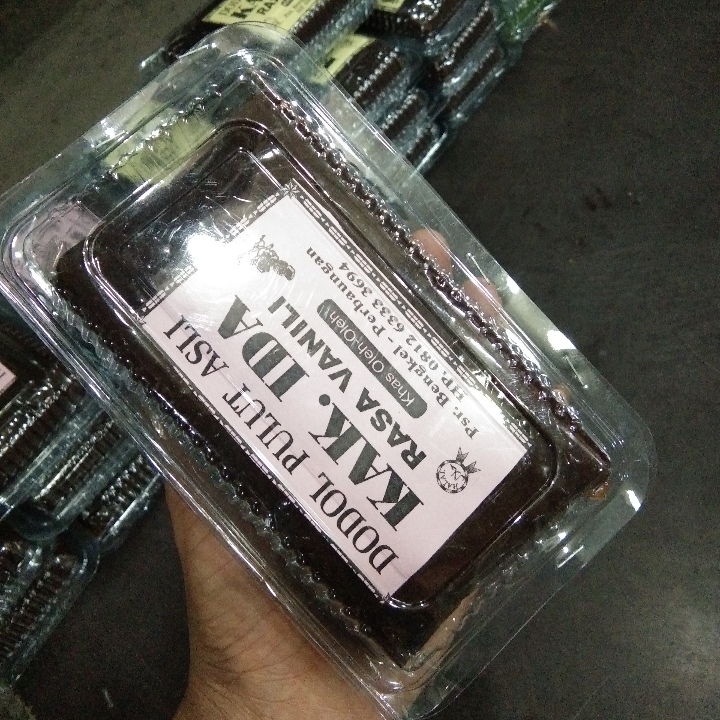 DODOL PULUT ASLI
KAK. IDA
RASA VANILI
Khas Oleh-Oleh
Psr. Bengkel - Perbaungan
HP. 0812 6333 3694